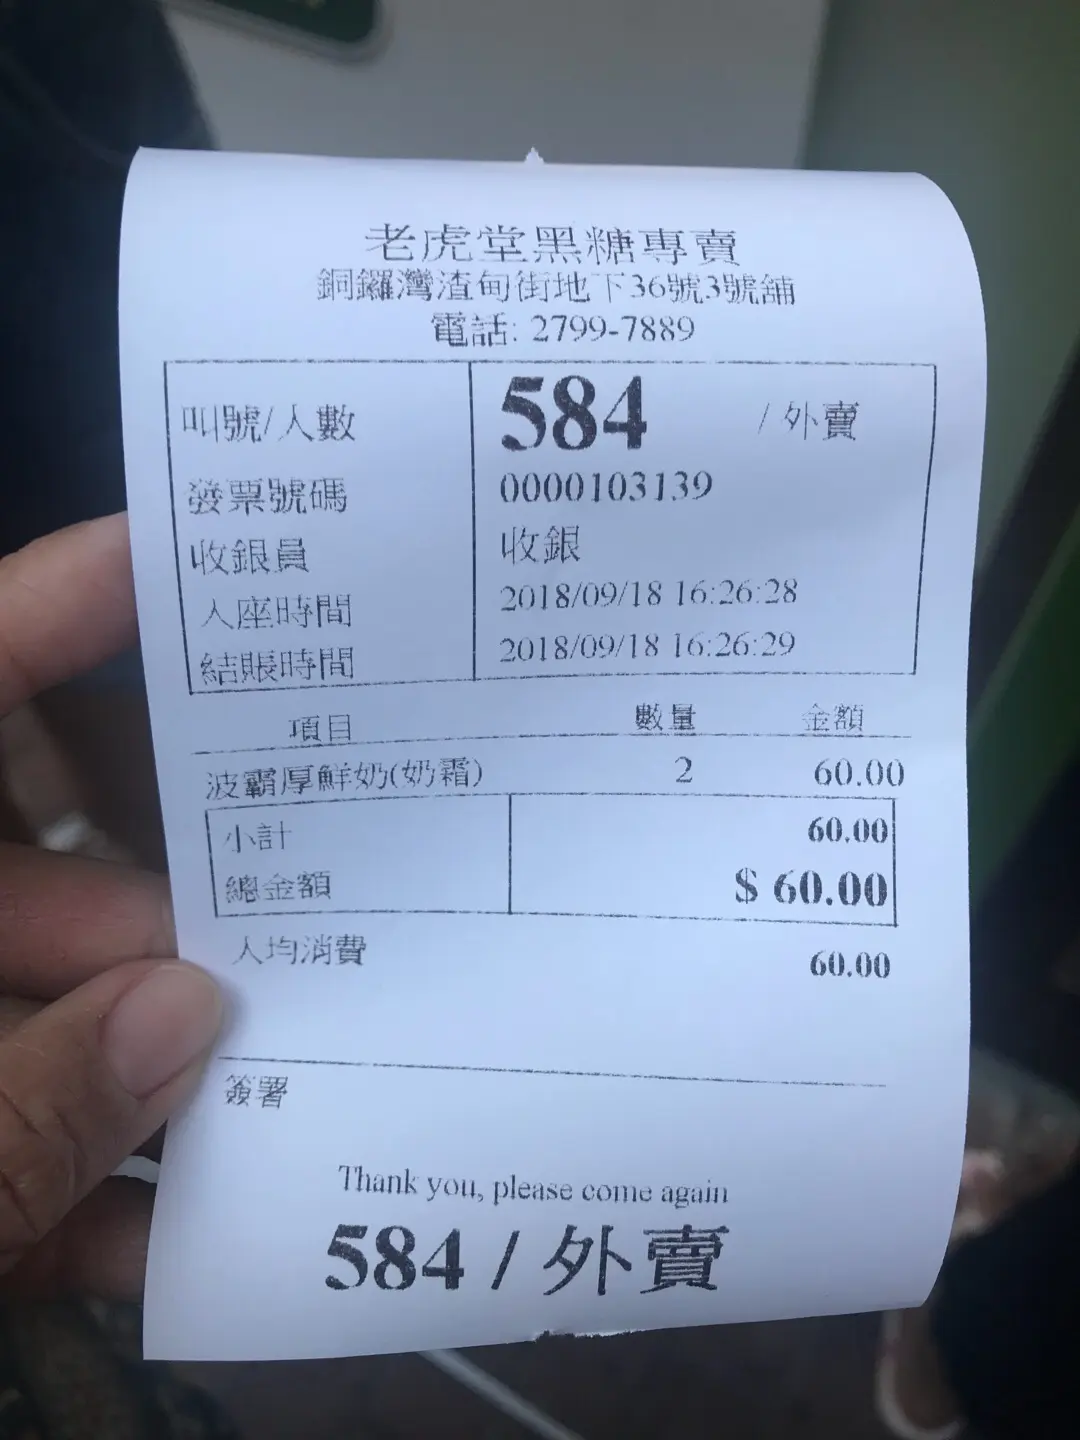 老虎堂黑糖專賣
銅鑼灣渣甸街地下36號3號舖
電話: 2799-7889
叫號/人數 584 / 外賣
發票號碼 0000103139
收銀員 收銀
入座時間 2018/09/18 16:26:28
結賬時間 2018/09/18 16:26:29
項目 數量 金額
波霸厚鮮奶(奶霜) 2 60.00
小計 60.00
總金額 $ 60.00
人均消費 60.00
簽署
Thank you, please come again
584 / 外賣